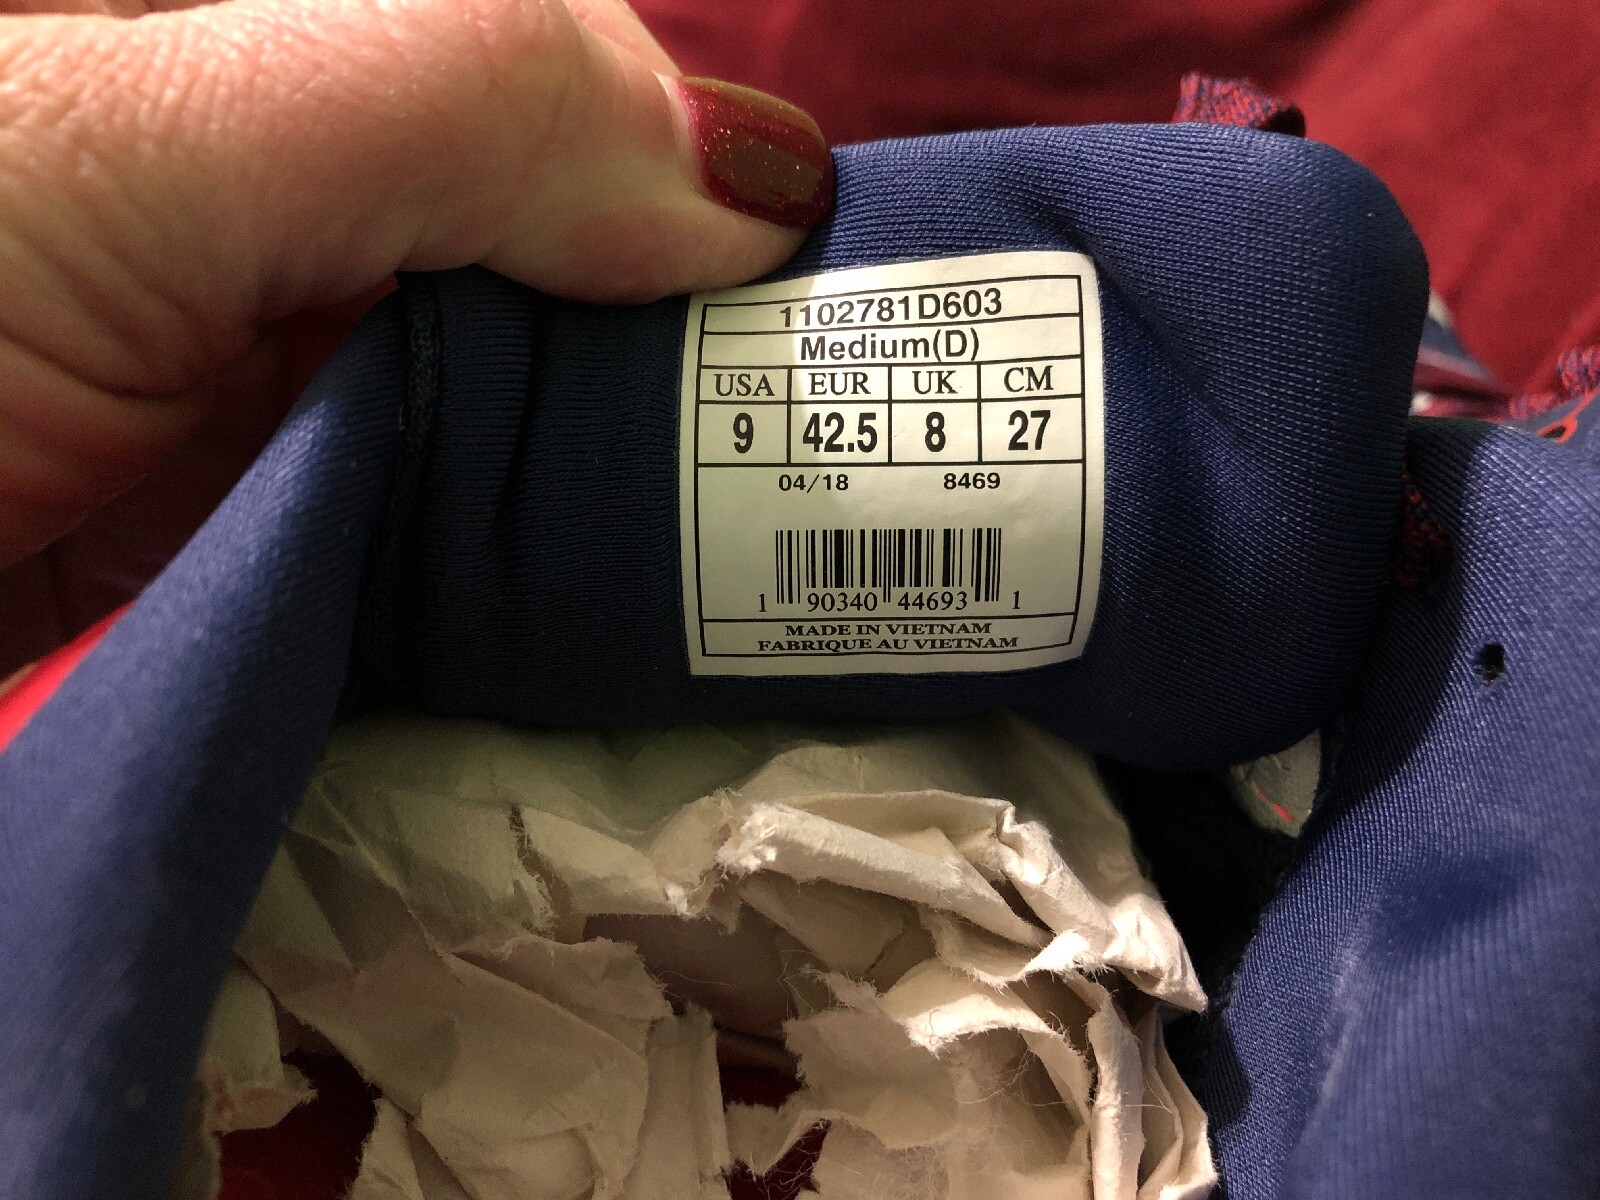 1102781D603
Medium(D)
USA EUR UK CM
9 42.5 8 27
04/18 8469
1 90340 44693 1
MADE IN VIETNAM
FABRIQUE AU VIETNAM